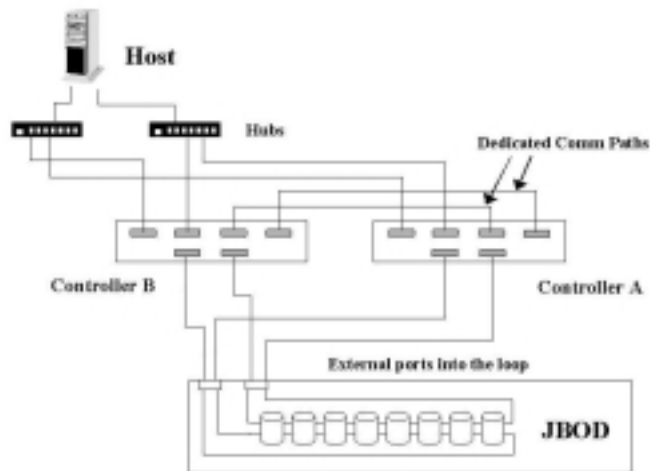 Host
Hubs
Dedicated Comm Paths
Controller B
Controller A
External ports into the loop
JBOD